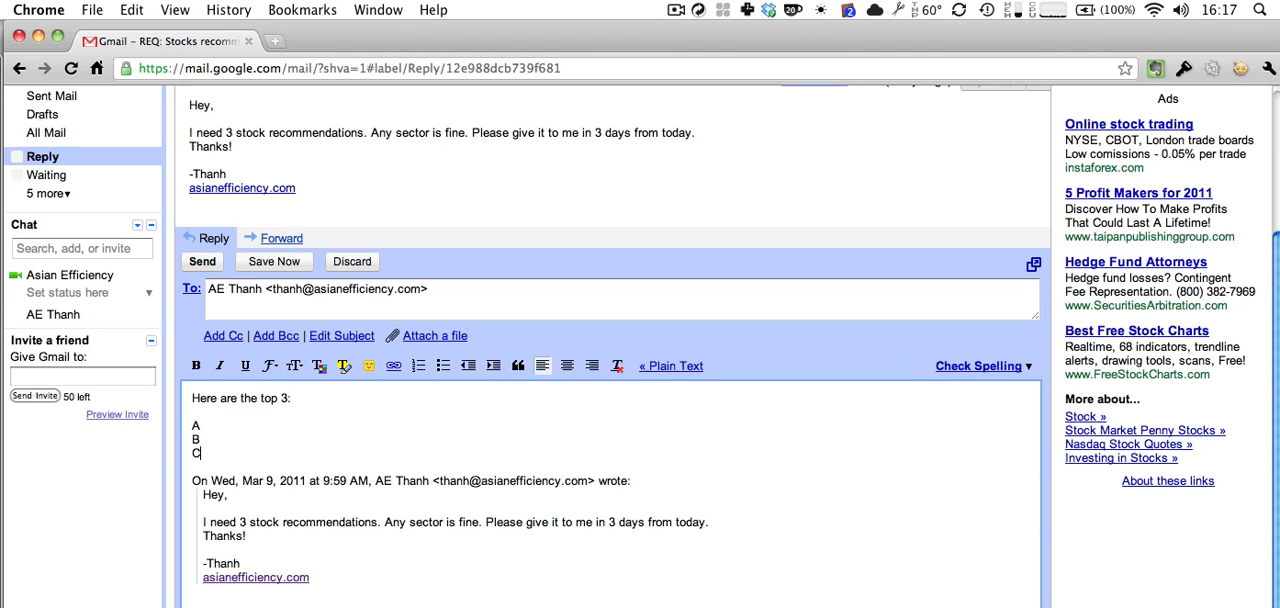 Chrome File Edit View History Bookmarks Window Help 20P 2 60° (100%) 16:17
Gmail - REQ: Stocks recomm
https://mail.google.com/mail/?shva=1#label/Reply/12e988dcb739f681
Sent Mail
Drafts
All Mail
Reply
Waiting
5 more▾
Chat
Search, add, or invite
Asian Efficiency
Set status here
AE Thanh
Invite a friend
Give Gmail to:
Send Invite 50 left
Preview Invite
Hey,
I need 3 stock recommendations. Any sector is fine. Please give it to me in 3 days from today.
Thanks!
-Thanh
asianefficiency.com
Reply Forward
Send Save Now Discard
To: AE Thanh <thanh@asianefficiency.com>
Add Cc | Add Bcc | Edit Subject Attach a file
B I U « Plain Text Check Spelling ▾
Here are the top 3:
A
B
C
On Wed, Mar 9, 2011 at 9:59 AM, AE Thanh <thanh@asianefficiency.com> wrote:
Hey,
I need 3 stock recommendations. Any sector is fine. Please give it to me in 3 days from today.
Thanks!
-Thanh
asianefficiency.com
Ads
Online stock trading
NYSE, CBOT, London trade boards
Low comissions - 0.05% per trade
instaforex.com
5 Profit Makers for 2011
Discover How To Make Profits
That Could Last A Lifetime!
www.taipanpublishinggroup.com
Hedge Fund Attorneys
Hedge fund losses? Contingent
Fee Representation. (800) 382-7969
www.SecuritiesArbitration.com
Best Free Stock Charts
Realtime, 68 indicators, trendline
alerts, drawing tools, scans, Free!
www.FreeStockCharts.com
More about...
Stock »
Stock Market Penny Stocks »
Nasdaq Stock Quotes »
Investing in Stocks »
About these links